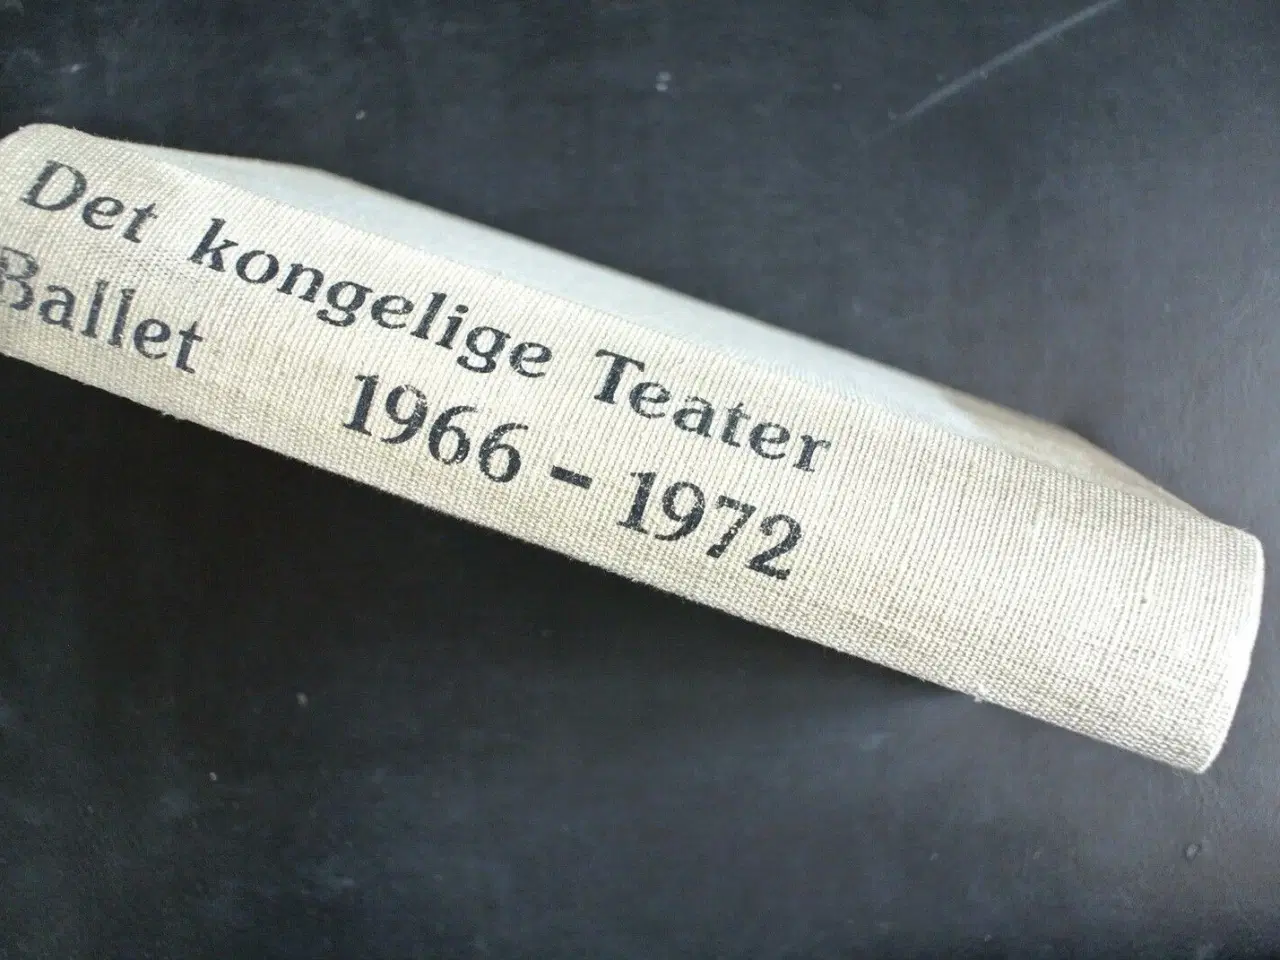 Det kongelige Teater
Ballet 1966 - 1972